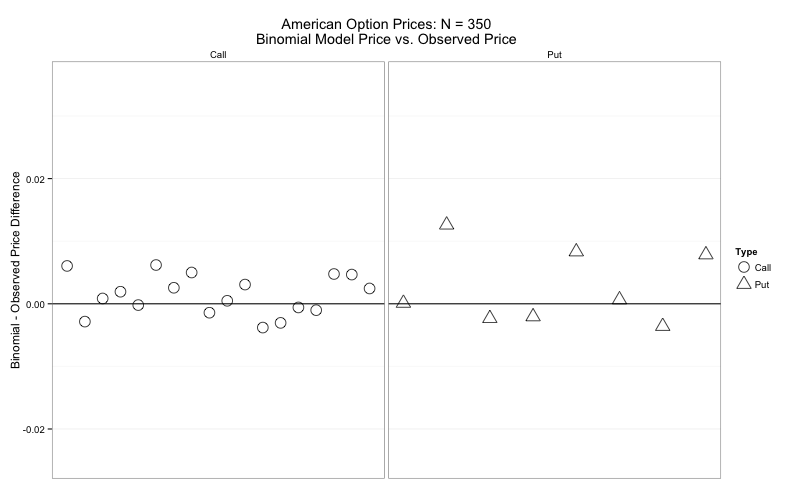 American Option Prices: N = 350
Binomial Model Price vs. Observed Price
Call
Put
Binomial - Observed Price Difference
0.02
0.00
-0.02
Type
Call
Put